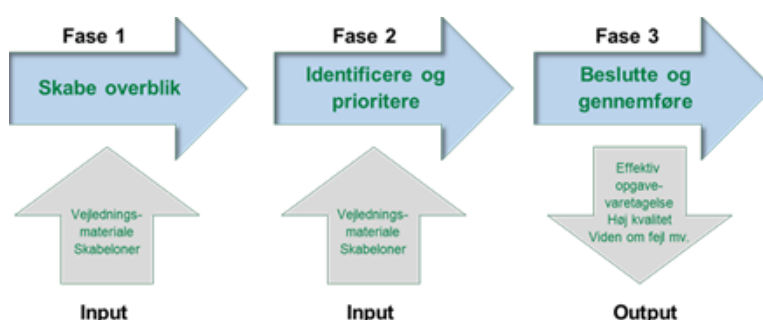 Fase 1
Skabe overblik
Vejlednings-
materiale
Skabeloner
Input
Fase 2
Identificere og
prioritere
Vejlednings-
materiale
Skabeloner
Input
Fase 3
Beslutte og
gennemføre
Effektiv
opgave-
varetagelse
Høj kvalitet
Viden om fejl mv.
Output